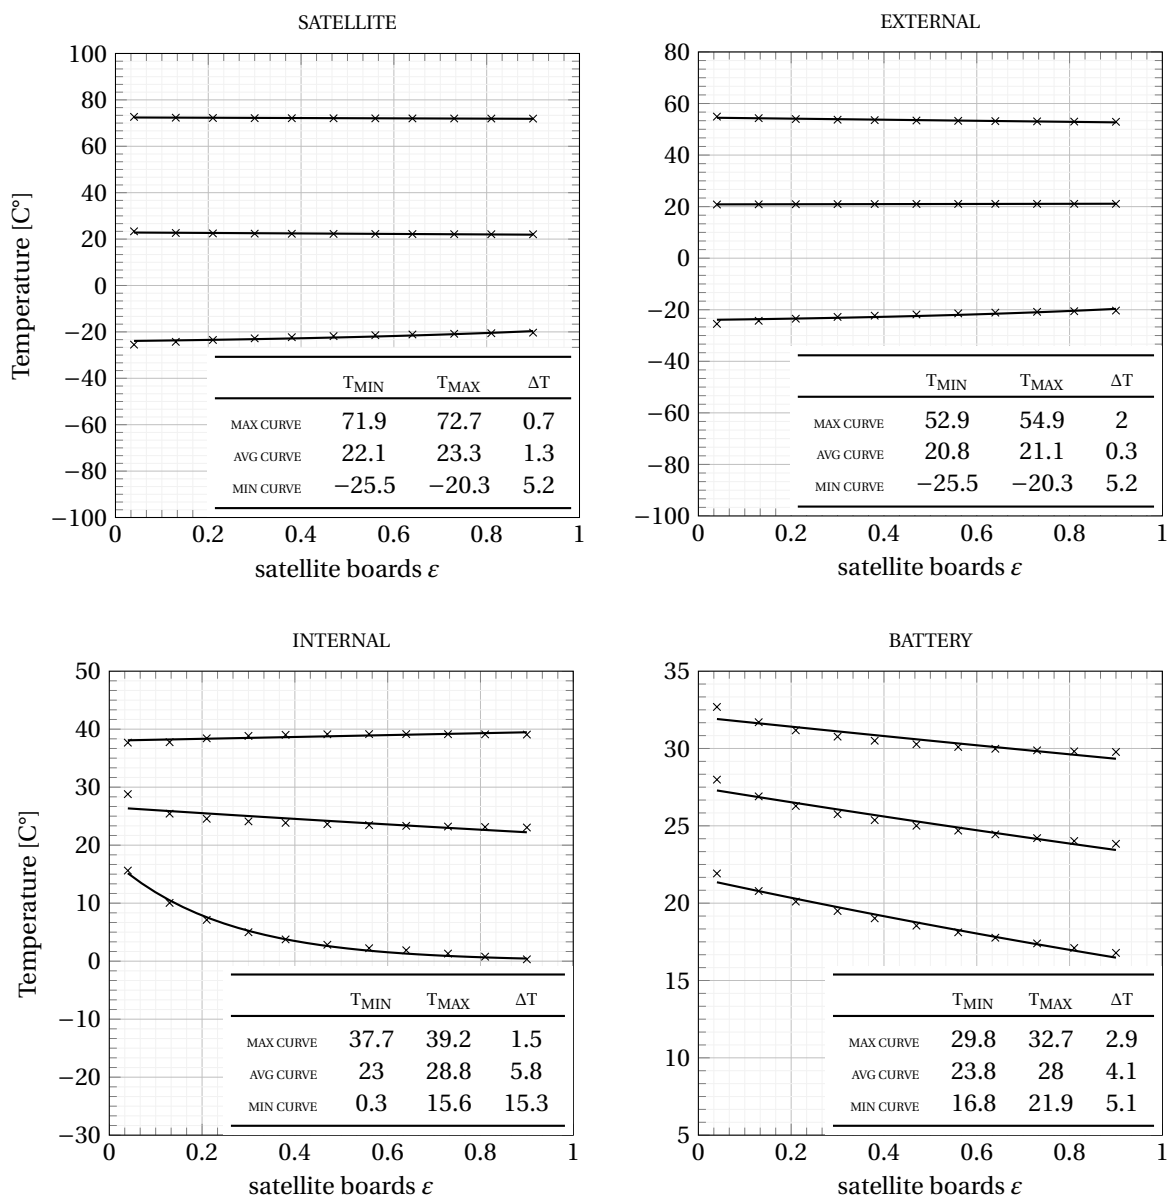 SATELLITE
100
80
60
40
20
0
−20
−40
−60
−80
−100
0 0.2 0.4 0.6 0.8 1
Temperature [C°]
satellite boards ε
T_MIN T_MAX ΔT
MAX CURVE 71.9 72.7 0.7
AVG CURVE 22.1 23.3 1.3
MIN CURVE −25.5 −20.3 5.2
EXTERNAL
80
60
40
20
0
−20
−40
−60
−80
−100
0 0.2 0.4 0.6 0.8 1
satellite boards ε
T_MIN T_MAX ΔT
MAX CURVE 52.9 54.9 2
AVG CURVE 20.8 21.1 0.3
MIN CURVE −25.5 −20.3 5.2
INTERNAL
50
40
30
20
10
0
−10
−20
−30
0 0.2 0.4 0.6 0.8 1
Temperature [C°]
satellite boards ε
T_MIN T_MAX ΔT
MAX CURVE 37.7 39.2 1.5
AVG CURVE 23 28.8 5.8
MIN CURVE 0.3 15.6 15.3
BATTERY
35
30
25
20
15
10
5
0 0.2 0.4 0.6 0.8 1
satellite boards ε
T_MIN T_MAX ΔT
MAX CURVE 29.8 32.7 2.9
AVG CURVE 23.8 28 4.1
MIN CURVE 16.8 21.9 5.1